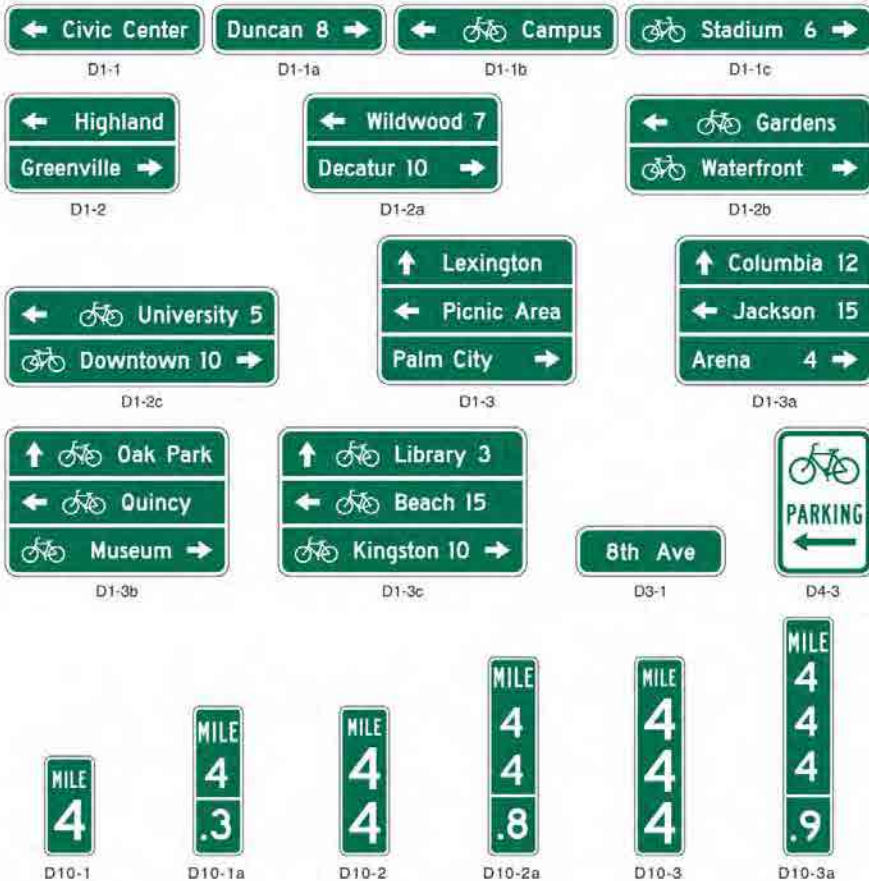 ← Civic Center
Duncan 8 →
← Campus
Stadium 6 →
D1-1
D1-1a
D1-1b
D1-1c
← Highland
Greenville →
← Wildwood 7
Decatur 10 →
← Gardens
Waterfront →
D1-2
D1-2a
D1-2b
← University 5
Downtown 10 →
↑ Lexington
← Picnic Area
Palm City →
↑ Columbia 12
← Jackson 15
Arena 4 →
D1-2c
D1-3
D1-3a
↑ Oak Park
← Quincy
Museum →
↑ Library 3
← Beach 15
Kingston 10 →
8th Ave
PARKING
←
D1-3b
D1-3c
D3-1
D4-3
MILE
4
MILE
4
.3
MILE
4
4
MILE
4
4
.8
MILE
4
4
4
MILE
4
4
4
.9
D10-1
D10-1a
D10-2
D10-2a
D10-3
D10-3a